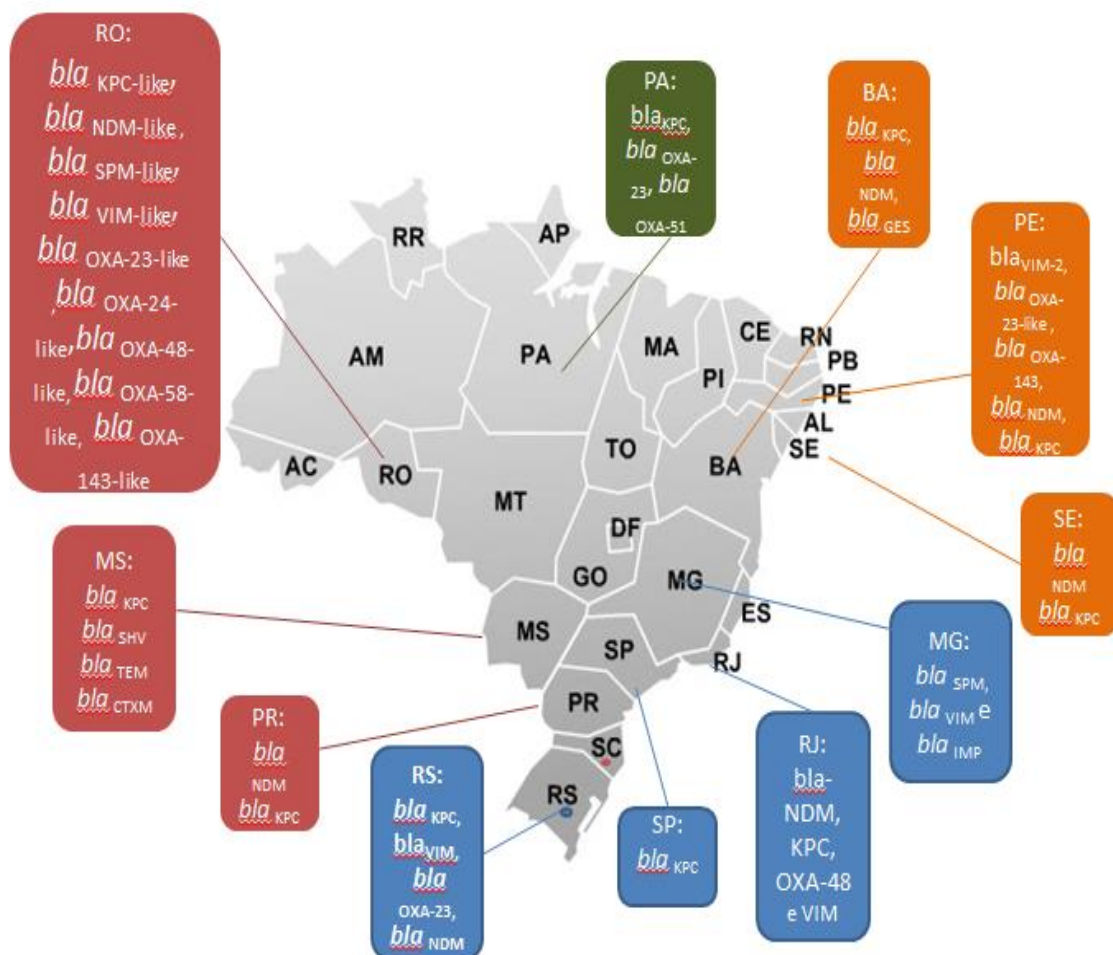 RO:
bla KPC-like,
bla NDM-like,
bla SPM-like,
bla VIM-like,
bla OXA-23-like
,bla OXA-24-
like,bla OXA-48-
like, bla OXA-58-
like, bla OXA-
143-like
PA:
blaKPC,
bla OXA-
23, bla
OXA-51
BA:
bla KPC,
bla
NDM,
bla GES
PE:
blaVIM-2,
bla OXA-
23-like ,
bla OXA-
143,
bla NDM,
bla KPC
RR
AP
AM
PA
MA
CE
RN
PB
PI
PE
AL
SE
AC
RO
TO
BA
MT
DF
GO
MG
ES
MS
SP
RJ
PR
SC
RS
SE:
bla
NDM
bla KPC
MS:
bla KPC
bla SHV
bla TEM
bla CTXM
MG:
bla SPM,
bla VIM e
bla IMP
PR:
bla
NDM
bla KPC
RS:
bla KPC,
blaVIM,
bla
OXA-23,
bla NDM
SP:
bla KPC
RJ:
bla-
NDM,
KPC,
OXA-48
e VIM